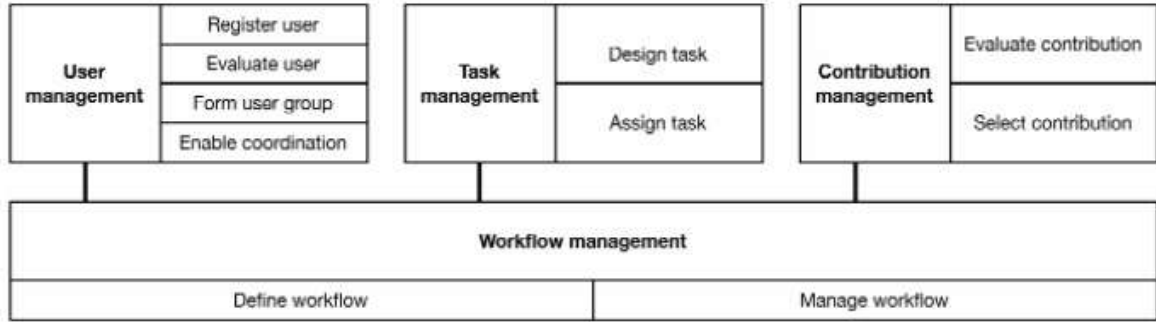 User
management
Register user
Evaluate user
Form user group
Enable coordination
Task
management
Design task
Assign task
Contribution
management
Evaluate contribution
Select contribution
Workflow management
Define workflow
Manage workflow